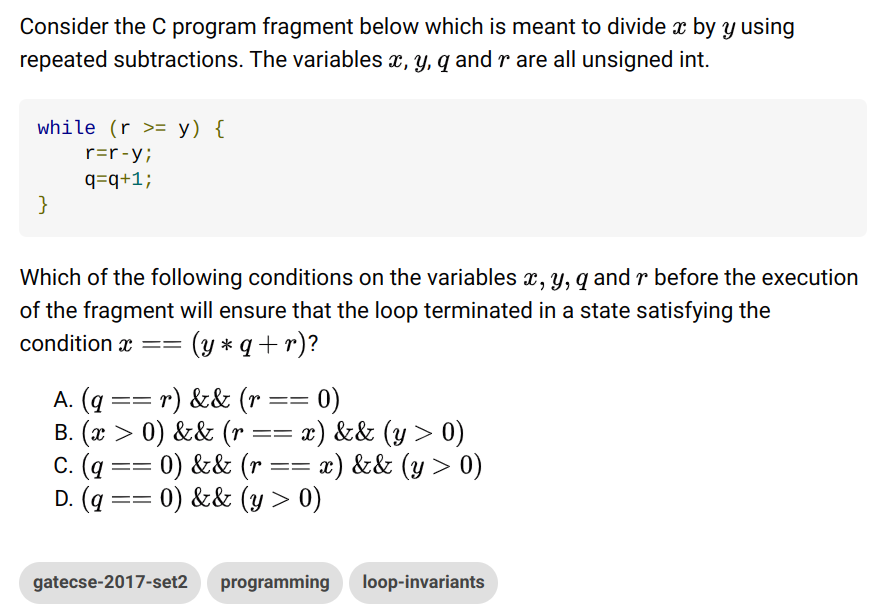 Consider the C program fragment below which is meant to divide x by y using
repeated subtractions. The variables x, y, q and r are all unsigned int.
while (r >= y) {
    r=r-y;
    q=q+1;
}
Which of the following conditions on the variables x, y, q and r before the execution
of the fragment will ensure that the loop terminated in a state satisfying the
condition x == (y ∗ q + r)?
A. (q == r) && (r == 0)
B. (x > 0) && (r == x) && (y > 0)
C. (q == 0) && (r == x) && (y > 0)
D. (q == 0) && (y > 0)
gatecse-2017-set2 programming loop-invariants